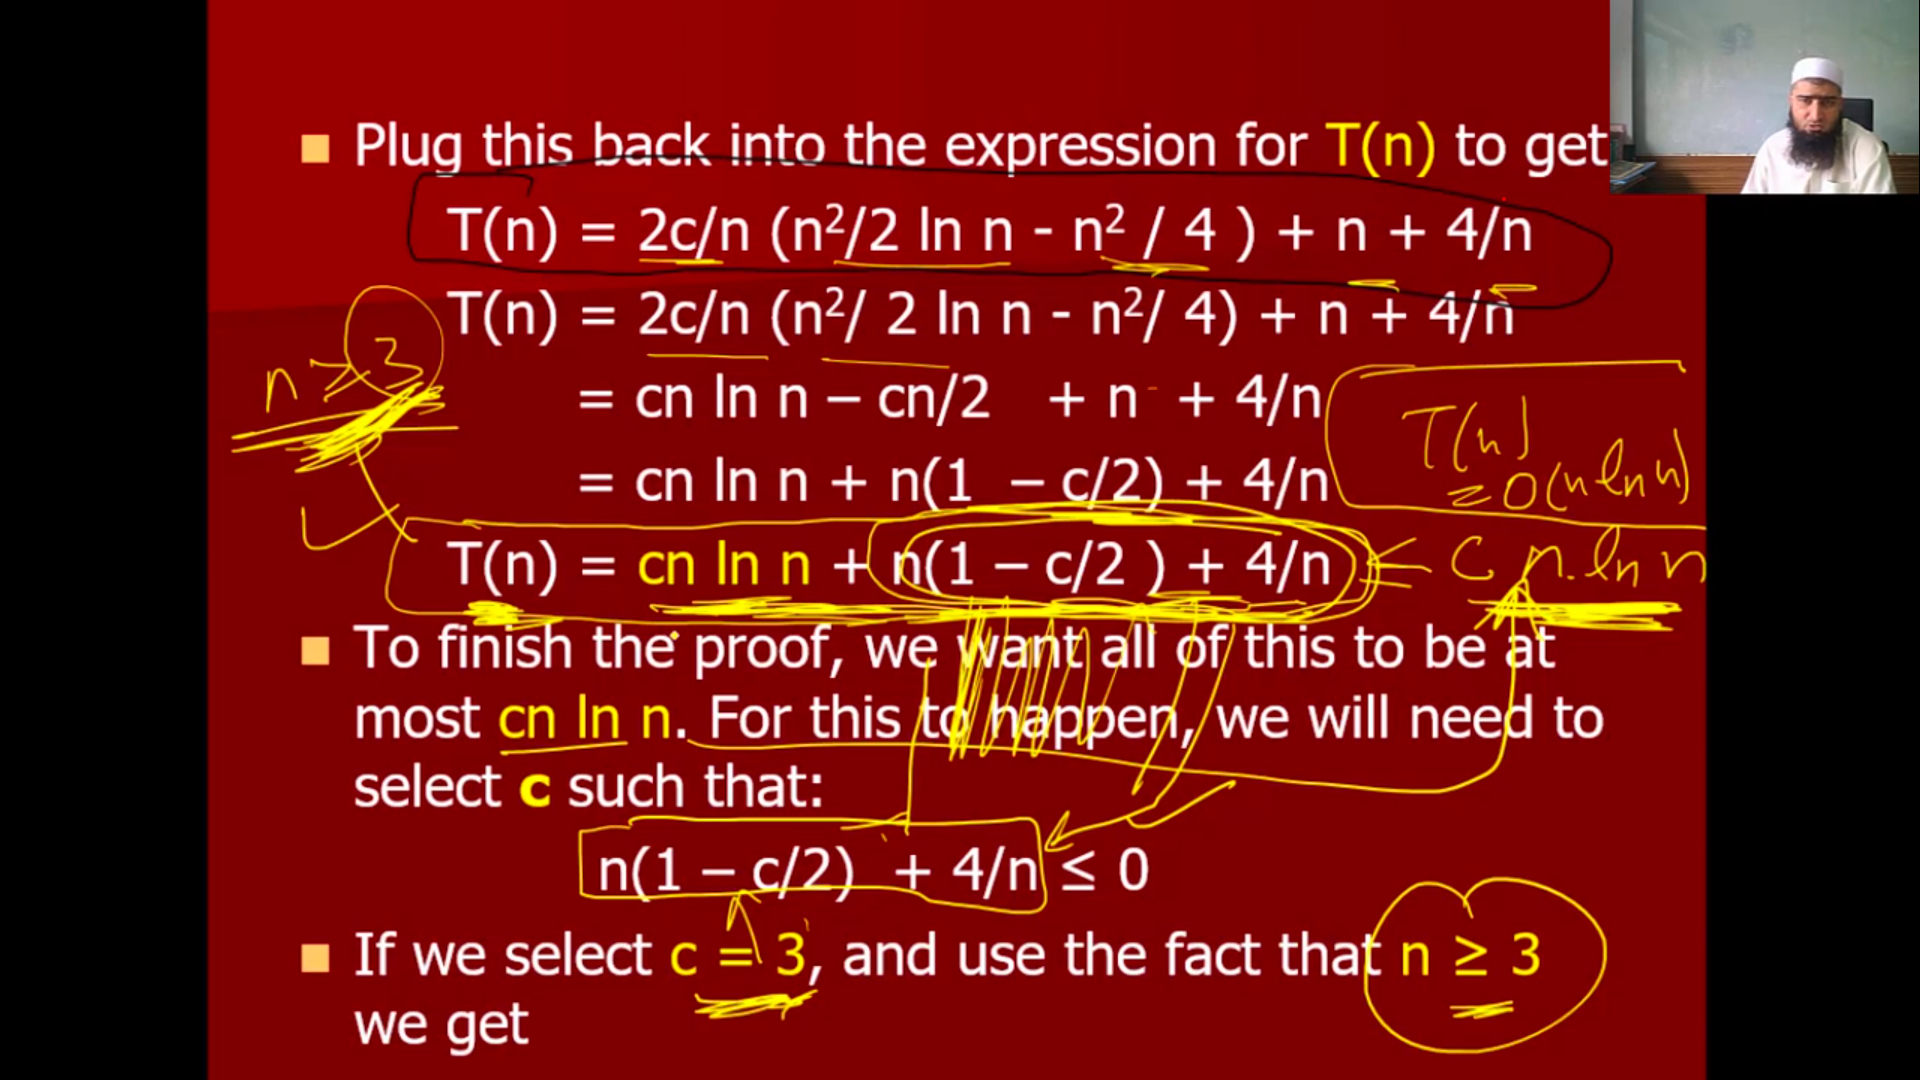 ■ Plug this back into the expression for T(n) to get
T(n) = 2c/n (n²/2 ln n - n² / 4 ) + n + 4/n
T(n) = 2c/n (n²/ 2 ln n - n²/ 4) + n + 4/n
n ≥ 3
= cn ln n – cn/2 + n + 4/n
T(n)
= O(n ln n)
= cn ln n + n(1 – c/2) + 4/n
T(n) = cn ln n + n(1 – c/2 ) + 4/n
≤ C n. ln n
■ To finish the proof, we want all of this to be at
most cn ln n. For this to happen, we will need to
select c such that:
n(1 – c/2) + 4/n ≤ 0
■ If we select c = 3, and use the fact that n ≥ 3
we get